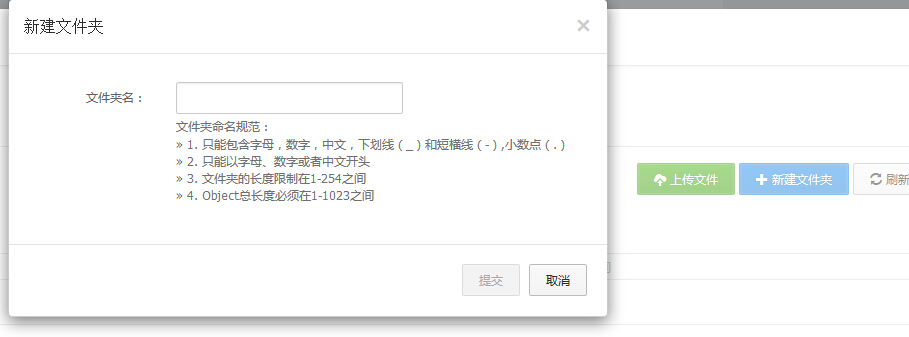 新建文件夹
×
文件夹名：
文件夹命名规范：
» 1. 只能包含字母，数字，中文，下划线（_）和短横线（-）,小数点（.）
» 2. 只能以字母、数字或者中文开头
» 3. 文件夹的长度限制在1-254之间
» 4. Object总长度必须在1-1023之间
上传文件
新建文件夹
刷新
提交
取消